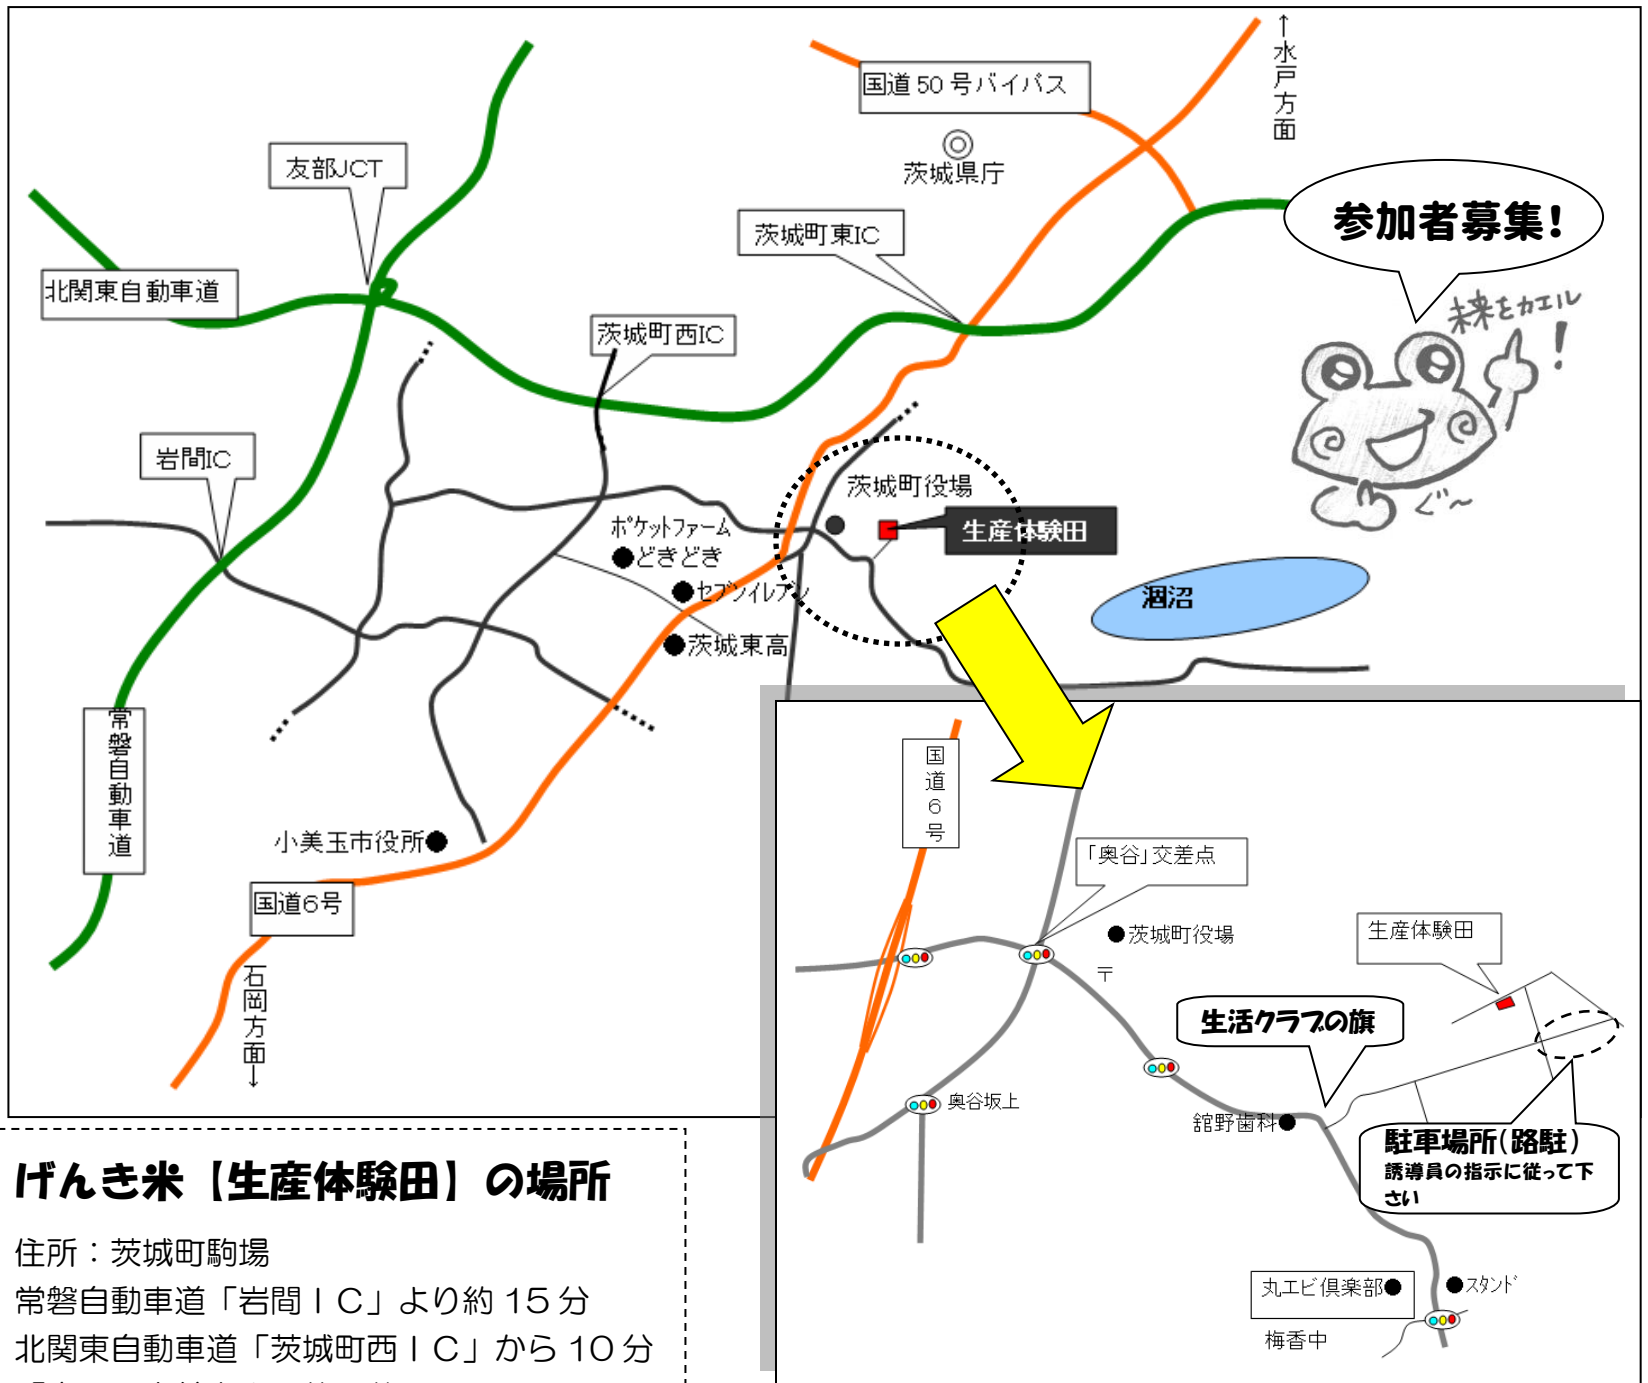 国道50号バイパス
↑水戸方面
茨城県庁
友部JCT
参加者募集!
茨城町東IC
未来をカエル!
北関東自動車道
茨城町西IC
岩間IC
茨城町役場
ポケットファーム
どきどき
生産体験田
セブンイレブン
涸沼
茨城東高
常磐自動車道
小美玉市役所
国道6号
石岡方面↓
ぐ〜
国道6号
「奥谷」交差点
茨城町役場
〒
生産体験田
生活クラブの旗
奥谷坂上
舘野歯科
駐車場所(路駐)
誘導員の指示に従って下
さい
丸エビ倶楽部
スタンド
梅香中
げんき米【生産体験田】の場所
住所：茨城町駒場
常磐自動車道「岩間IC」より約15分
北関東自動車道「茨城町西IC」から10分